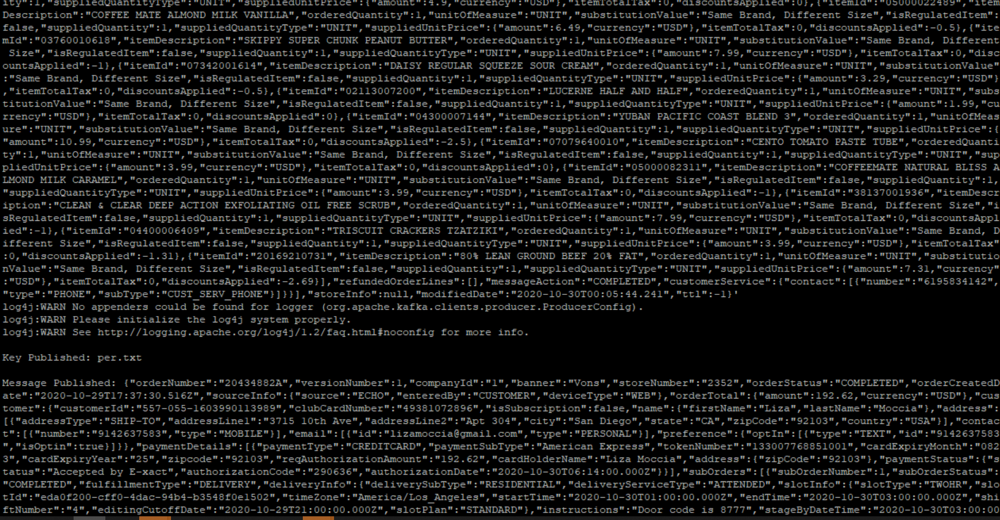 ity":1,"suppliedQuantityType":"UNIT","suppliedUnitPrice":{"amount":4.9,"currency":"USD"},"itemTotalTax":0,"discountsApplied":0},{"itemId":"05000022489","item
Description":"COFFEE MATE ALMOND MILK VANILLA","orderedQuantity":1,"unitOfMeasure":"UNIT","substitutionValue":"Same Brand, Different Size","isRegulatedItem":
false,"suppliedQuantity":1,"suppliedQuantityType":"UNIT","suppliedUnitPrice":{"amount":6.49,"currency":"USD"},"itemTotalTax":0,"discountsApplied":-0.5},{"ite
mId":"03760010618","itemDescription":"SKIPPY SUPER CHUNK PEANUT BUTTER","orderedQuantity":1,"unitOfMeasure":"UNIT","substitutionValue":"Same Brand, Different
 Size","isRegulatedItem":false,"suppliedQuantity":1,"suppliedQuantityType":"UNIT","suppliedUnitPrice":{"amount":7.99,"currency":"USD"},"itemTotalTax":0,"disc
ountsApplied":-1},{"itemId":"07342001614","itemDescription":"DAISY REGULAR SQUEEZE SOUR CREAM","orderedQuantity":1,"unitOfMeasure":"UNIT","substitutionValue"
:"Same Brand, Different Size","isRegulatedItem":false,"suppliedQuantity":1,"suppliedQuantityType":"UNIT","suppliedUnitPrice":{"amount":3.29,"currency":"USD"}
,"itemTotalTax":0,"discountsApplied":-0.5},{"itemId":"02113007200","itemDescription":"LUCERNE HALF AND HALF","orderedQuantity":1,"unitOfMeasure":"UNIT","subs
titutionValue":"Same Brand, Different Size","isRegulatedItem":false,"suppliedQuantity":1,"suppliedQuantityType":"UNIT","suppliedUnitPrice":{"amount":1.99,"cu
rrency":"USD"},"itemTotalTax":0,"discountsApplied":0},{"itemId":"04300007144","itemDescription":"YUBAN PACIFIC COAST BLEND 3","orderedQuantity":1,"unitOfMeas
ure":"UNIT","substitutionValue":"Same Brand, Different Size","isRegulatedItem":false,"suppliedQuantity":1,"suppliedQuantityType":"UNIT","suppliedUnitPrice":{
"amount":10.99,"currency":"USD"},"itemTotalTax":0,"discountsApplied":-2.5},{"itemId":"07079640010","itemDescription":"CENTO TOMATO PASTE TUBE","orderedQuanti
ty":1,"unitOfMeasure":"UNIT","substitutionValue":"Same Brand, Different Size","isRegulatedItem":false,"suppliedQuantity":1,"suppliedQuantityType":"UNIT","sup
pliedUnitPrice":{"amount":3.99,"currency":"USD"},"itemTotalTax":0,"discountsApplied":0},{"itemId":"05000082311","itemDescription":"COFFEEMATE NATURAL BLISS A
LMOND MILK CARAMEL","orderedQuantity":1,"unitOfMeasure":"UNIT","substitutionValue":"Same Brand, Different Size","isRegulatedItem":false,"suppliedQuantity":1,
"suppliedQuantityType":"UNIT","suppliedUnitPrice":{"amount":3.99,"currency":"USD"},"itemTotalTax":0,"discountsApplied":-1},{"itemId":"38137001936","itemDescr
iption":"CLEAN & CLEAR DEEP ACTION EXFOLIATING OIL FREE SCRUB","orderedQuantity":1,"unitOfMeasure":"UNIT","substitutionValue":"Same Brand, Different Size","i
sRegulatedItem":false,"suppliedQuantity":1,"suppliedQuantityType":"UNIT","suppliedUnitPrice":{"amount":7.99,"currency":"USD"},"itemTotalTax":0,"discountsAppl
ied":-1},{"itemId":"04400006409","itemDescription":"TRISCUIT CRACKERS TZATZIKI","orderedQuantity":1,"unitOfMeasure":"UNIT","substitutionValue":"Same Brand, D
ifferent Size","isRegulatedItem":false,"suppliedQuantity":1,"suppliedQuantityType":"UNIT","suppliedUnitPrice":{"amount":3.99,"currency":"USD"},"itemTotalTax"
:0,"discountsApplied":-1.31},{"itemId":"20169210731","itemDescription":"80% LEAN GROUND BEEF 20% FAT","orderedQuantity":1,"unitOfMeasure":"UNIT","substitutio
nValue":"Same Brand, Different Size","isRegulatedItem":false,"suppliedQuantity":1,"suppliedQuantityType":"UNIT","suppliedUnitPrice":{"amount":7.31,"currency"
:"USD"},"itemTotalTax":0,"discountsApplied":-2.69}],"refundedOrderLines":[],"messageAction":"COMPLETED","customerService":{"contact":[{"number":"6195834142",
"type":"PHONE","subType":"CUST_SERV_PHONE"}]}}],"storeInfo":null,"modifiedDate":"2020-10-30T00:05:44.241","ttl":-1}'
log4j:WARN No appenders could be found for logger (org.apache.kafka.clients.producer.ProducerConfig).
log4j:WARN Please initialize the log4j system properly.
log4j:WARN See http://logging.apache.org/log4j/1.2/faq.html#noconfig for more info.
Key Published: per.txt
Message Published: {"orderNumber":"20434882A","versionNumber":1,"companyId":"1","banner":"Vons","storeNumber":"2352","orderStatus":"COMPLETED","orderCreatedD
ate":"2020-10-29T17:37:30.516Z","sourceInfo":{"source":"ECHO","enteredBy":"CUSTOMER","deviceType":"WEB"},"orderTotal":{"amount":192.62,"currency":"USD"},"cus
tomer":{"customerId":"557-055-1603990113989","clubCardNumber":"49381072896","isSubscription":false,"name":{"firstName":"Liza","lastName":"Moccia"},"address":
[{"addressType":"SHIP-TO","addressLine1":"3715 10th Ave","addressLine2":"Apt 304","city":"San Diego","state":"CA","zipCode":"92103","country":"USA"}],"contac
t":[{"number":"9142637583","type":"MOBILE"}],"email":[{"id":"lizamoccia@gmail.com","type":"PERSONAL"}],"preference":{"optIn":[{"type":"TEXT","id":"9142637583
","isOptin":true}]}},"paymentDetails":[{"paymentType":"CREDITCARD","paymentSubType":"American Express","tokenNumber":"133007768851001","cardExpiryMonth":"082
3","cardExpiryYear":"25","zipcode":"92103","reqAuthorizationAmount":"192.62","cardHolderName":"Liza Moccia","address":{"zipCode":"92103"},"paymentStatus":{"s
tatus":"Accepted by E-xact","authorizationCode":"290636","authorizationDate":"2020-10-30T06:14:00.000Z"}}],"subOrders":[{"subOrderNumber":1,"subOrderStatus":
"COMPLETED","fulfillmentType":"DELIVERY","deliveryInfo":{"deliverySubType":"RESIDENTIAL","deliveryServiceType":"ATTENDED","slotInfo":{"slotType":"TWOHR","slo
tId":"eda0f200-cff0-4dac-94b4-b3548f0e1502","timeZone":"America/Los_Angeles","startTime":"2020-10-30T01:00:00.000Z","endTime":"2020-10-30T03:00:00.000Z","shi
ftNumber":"4","editingCutoffDate":"2020-10-29T21:00:00.000Z","slotPlan":"STANDARD"},"instructions":"Door code is 8777","stageByDateTime":"2020-10-30T03:00:00